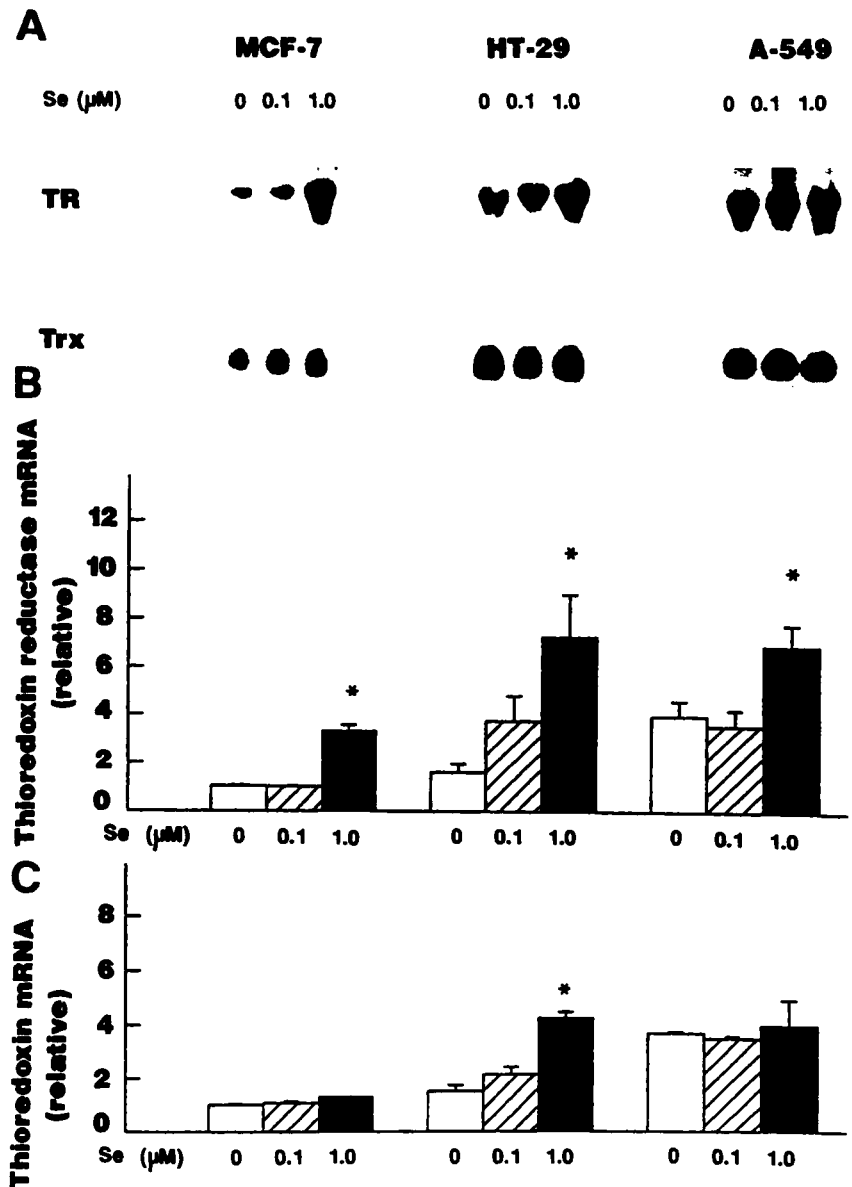 A
MCF-7 HT-29 A-549
Se (µM) 0 0.1 1.0 0 0.1 1.0 0 0.1 1.0
TR
Trx
B
Thioredoxin reductase mRNA
(relative)
12
10
8
6
4
2
0
* * *
Se (µM) 0 0.1 1.0 0 0.1 1.0 0 0.1 1.0
C
Thioredoxin mRNA
(relative)
8
6
4
2
0
*
Se (µM) 0 0.1 1.0 0 0.1 1.0 0 0.1 1.0